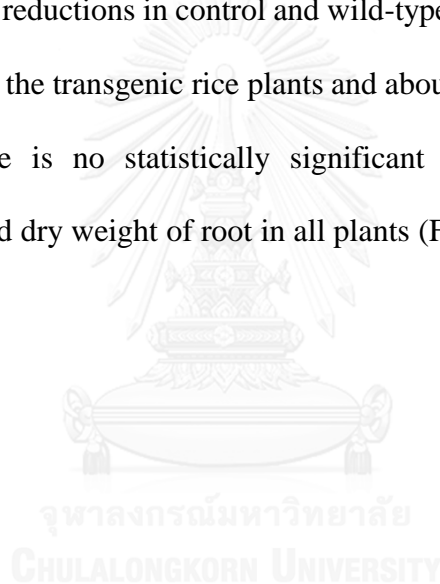 reductions in control and wild-type
the transgenic rice plants and abou
e is no statistically significant
d dry weight of root in all plants (F
จุฬาลงกรณ์มหาวิทยาลัย
CHULALONGKORN UNIVERSITY